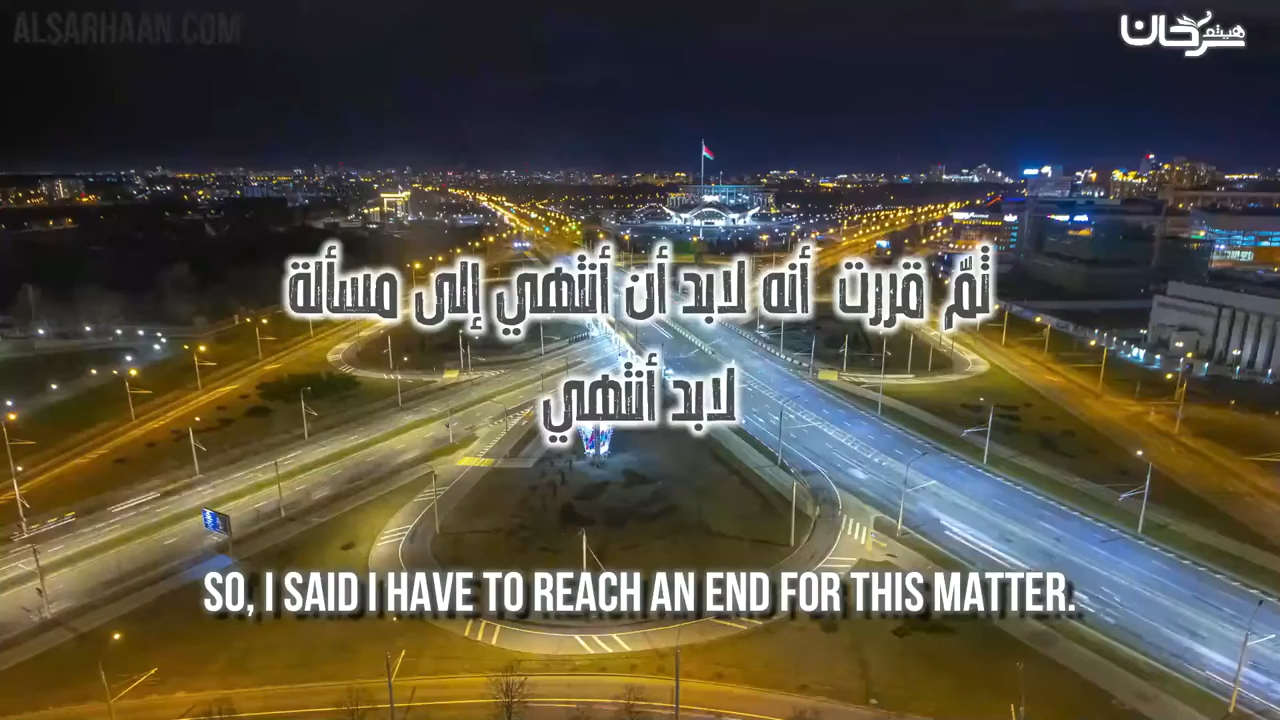 ALSARHAAN.COM
هيثم
سرحان
ثمّ قررت أنه لابد أن أنتهي إلى مسألة
لابد أنتهي
SO, I SAID I HAVE TO REACH AN END FOR THIS MATTER.